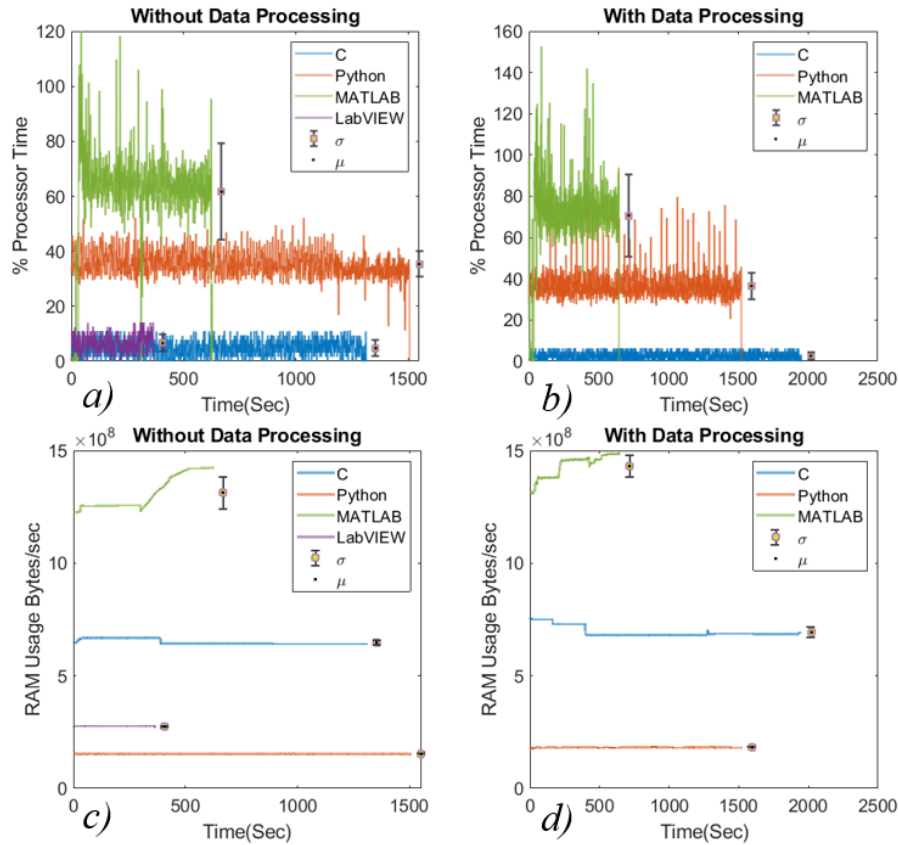 Without Data Processing
120
100
80
60
40
20
0
% Processor Time
C
Python
MATLAB
LabVIEW
σ
μ
0
500
1000
1500
Time(Sec)
a)
With Data Processing
160
140
120
100
80
60
40
20
0
% Processor Time
C
Python
MATLAB
σ
μ
0
500
1000
1500
2000
2500
Time(Sec)
b)
Without Data Processing
×10⁸
15
10
5
0
RAM Usage Bytes/sec
C
Python
MATLAB
LabVIEW
σ
μ
0
500
1000
1500
Time(Sec)
c)
With Data Processing
×10⁸
15
10
5
0
RAM Usage Bytes/sec
C
Python
MATLAB
σ
μ
0
500
1000
1500
2000
2500
Time(Sec)
d)